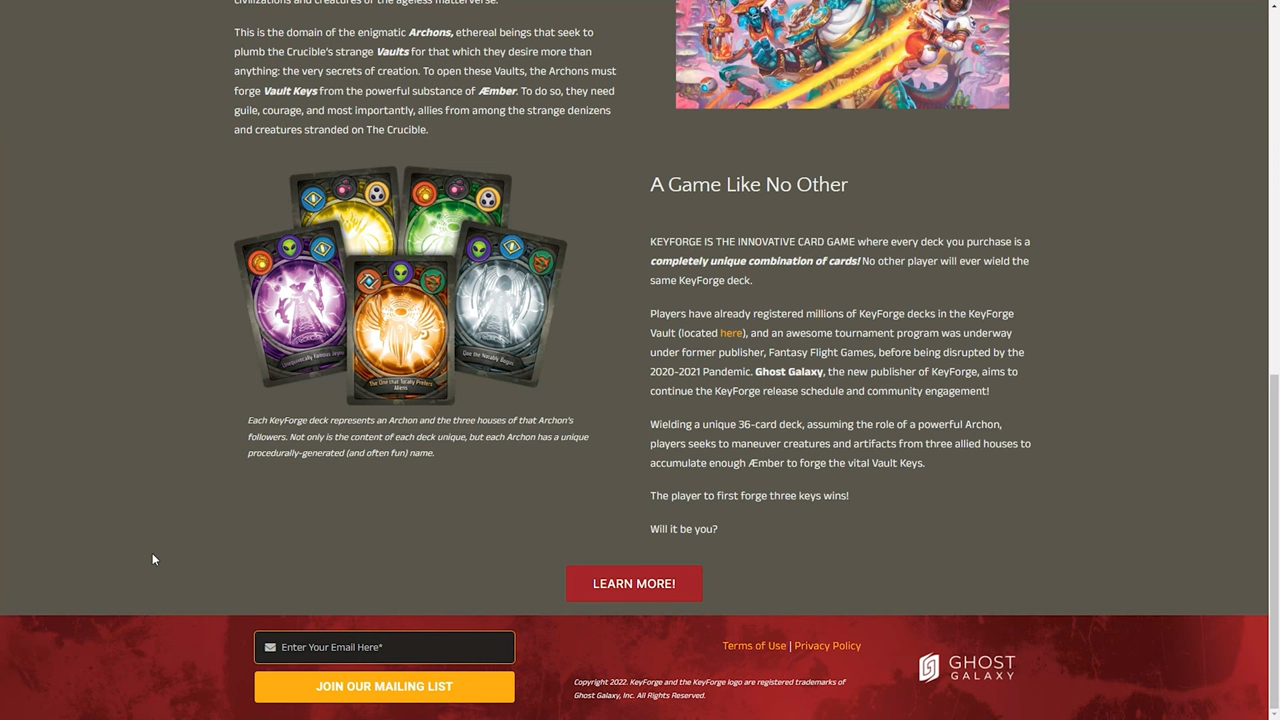 civilizations and creatures of the ageless matterverse.
This is the domain of the enigmatic Archons, ethereal beings that seek to
plumb the Crucible's strange Vaults for that which they desire more than
anything: the very secrets of creation. To open these Vaults, the Archons must
forge Vault Keys from the powerful substance of Æmber. To do so, they need
guile, courage, and most importantly, allies from among the strange denizens
and creatures stranded on The Crucible.
The One that Totally Prefers
Aliens
Each KeyForge deck represents an Archon and the three houses of that Archon's
followers. Not only is the content of each deck unique, but each Archon has a unique
procedurally-generated (and often fun) name.
A Game Like No Other
KEYFORGE IS THE INNOVATIVE CARD GAME where every deck you purchase is a
completely unique combination of cards! No other player will ever wield the
same KeyForge deck.
Players have already registered millions of KeyForge decks in the KeyForge
Vault (located here), and an awesome tournament program was underway
under former publisher, Fantasy Flight Games, before being disrupted by the
2020-2021 Pandemic. Ghost Galaxy, the new publisher of KeyForge, aims to
continue the KeyForge release schedule and community engagement!
Wielding a unique 36-card deck, assuming the role of a powerful Archon,
players seeks to maneuver creatures and artifacts from three allied houses to
accumulate enough Æmber to forge the vital Vault Keys.
The player to first forge three keys wins!
Will it be you?
LEARN MORE!
Enter Your Email Here*
JOIN OUR MAILING LIST
Terms of Use | Privacy Policy
Copyright 2022. KeyForge and the KeyForge logo are registered trademarks of
Ghost Galaxy, Inc. All Rights Reserved.
GHOST
GALAXY